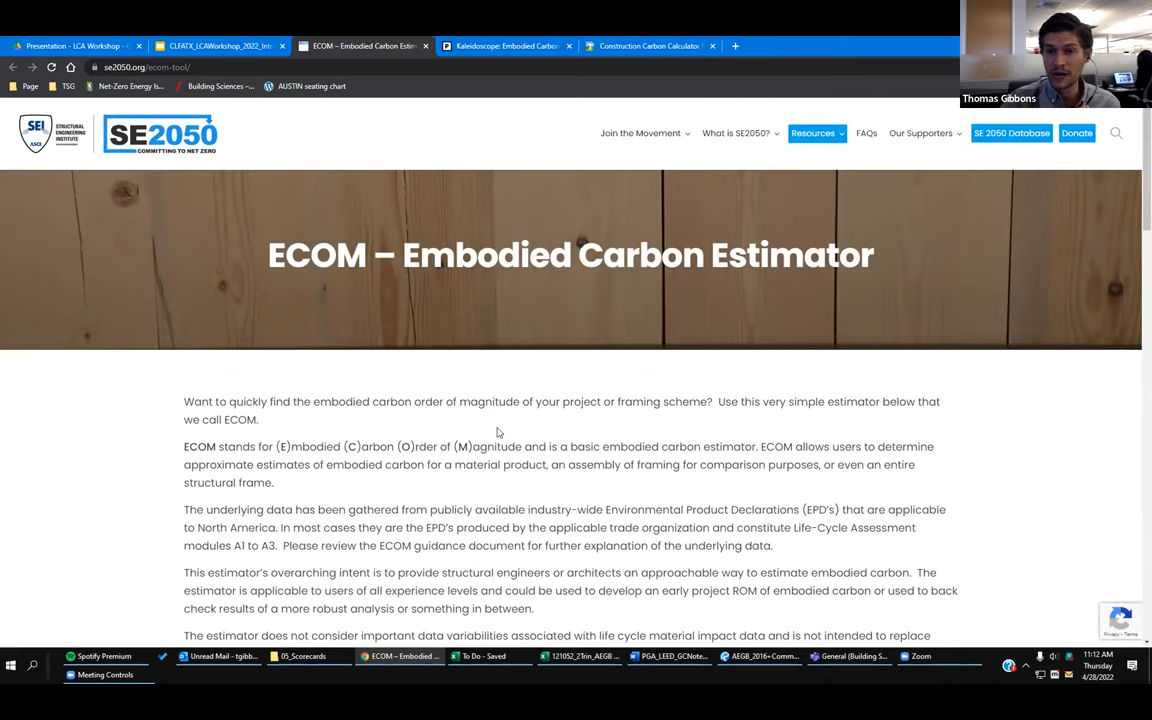 Presentation - LCA Workshop - G
CLFATX_LCAWorkshop_2022_Int
ECOM – Embodied Carbon Estim
Kaleidoscope: Embodied Carbon
Construction Carbon Calculator
se2050.org/ecom-tool/
Page
TSG
Net-Zero Energy Is...
Building Sciences –...
AUSTIN seating chart
Thomas Gibbons
SEI
ASCE
STRUCTURAL
ENGINEERING
INSTITUTE
SE2050
COMMITTING TO NET ZERO
Join the Movement
What is SE2050?
Resources
FAQs
Our Supporters
SE 2050 Database
Donate
ECOM – Embodied Carbon Estimator
Want to quickly find the embodied carbon order of magnitude of your project or framing scheme?  Use this very simple estimator below that
we call ECOM.
ECOM stands for (E)mbodied (C)arbon (O)rder of (M)agnitude and is a basic embodied carbon estimator. ECOM allows users to determine
approximate estimates of embodied carbon for a material product, an assembly of framing for comparison purposes, or even an entire
structural frame.
The underlying data has been gathered from publicly available industry-wide Environmental Product Declarations (EPD’s) that are applicable
to North America. In most cases they are the EPD’s produced by the applicable trade organization and constitute Life-Cycle Assessment
modules A1 to A3.  Please review the ECOM guidance document for further explanation of the underlying data.
This estimator’s overarching intent is to provide structural engineers or architects an approachable way to estimate embodied carbon.  The
estimator is applicable to users of all experience levels and could be used to develop an early project ROM of embodied carbon or used to back
check results of a more robust analysis or something in between.
The estimator does not consider important data variabilities associated with life cycle material impact data and is not intended to replace
Privacy - Terms
Spotify Premium
Unread Mail - tgibb...
05_Scorecards
ECOM – Embodied ...
To Do - Saved
121052_2Trin_AEGB ...
PGA_LEED_GCNote...
AEGB_2016+Comm...
General (Building S...
Zoom
Meeting Controls
11:12 AM
Thursday
4/28/2022